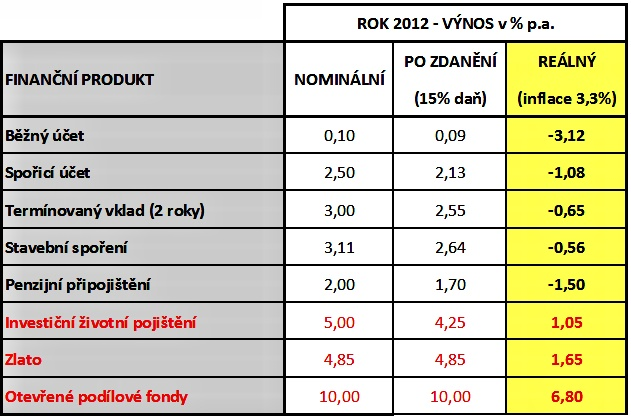 ROK 2012 - VÝNOS v % p.a.
FINANČNÍ PRODUKT NOMINÁLNÍ PO ZDANĚNÍ (15% daň) REÁLNÝ (inflace 3,3%)
Běžný účet 0,10 0,09 -3,12
Spořicí účet 2,50 2,13 -1,08
Termínovaný vklad (2 roky) 3,00 2,55 -0,65
Stavební spoření 3,11 2,64 -0,56
Penzijní připojištění 2,00 1,70 -1,50
Investiční životní pojištění 5,00 4,25 1,05
Zlato 4,85 4,85 1,65
Otevřené podílové fondy 10,00 10,00 6,80